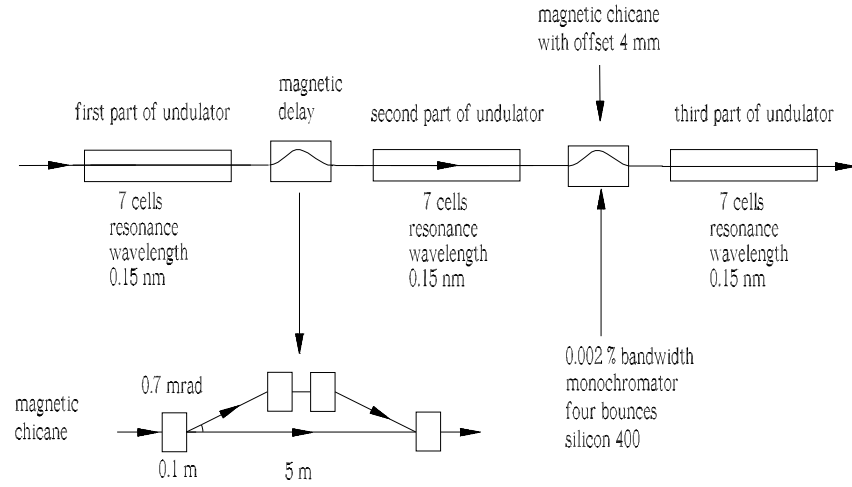 magnetic chicane
with offset 4 mm
magnetic
delay
first part of undulator
second part of undulator
third part of undulator
7 cells
resonance
wavelength
0.15 nm
7 cells
resonance
wavelength
0.15 nm
7 cells
resonance
wavelength
0.15 nm
0.002 % bandwidth
monochromator
four bounces
silicon 400
0.7 mrad
magnetic
chicane
0.1 m
5 m